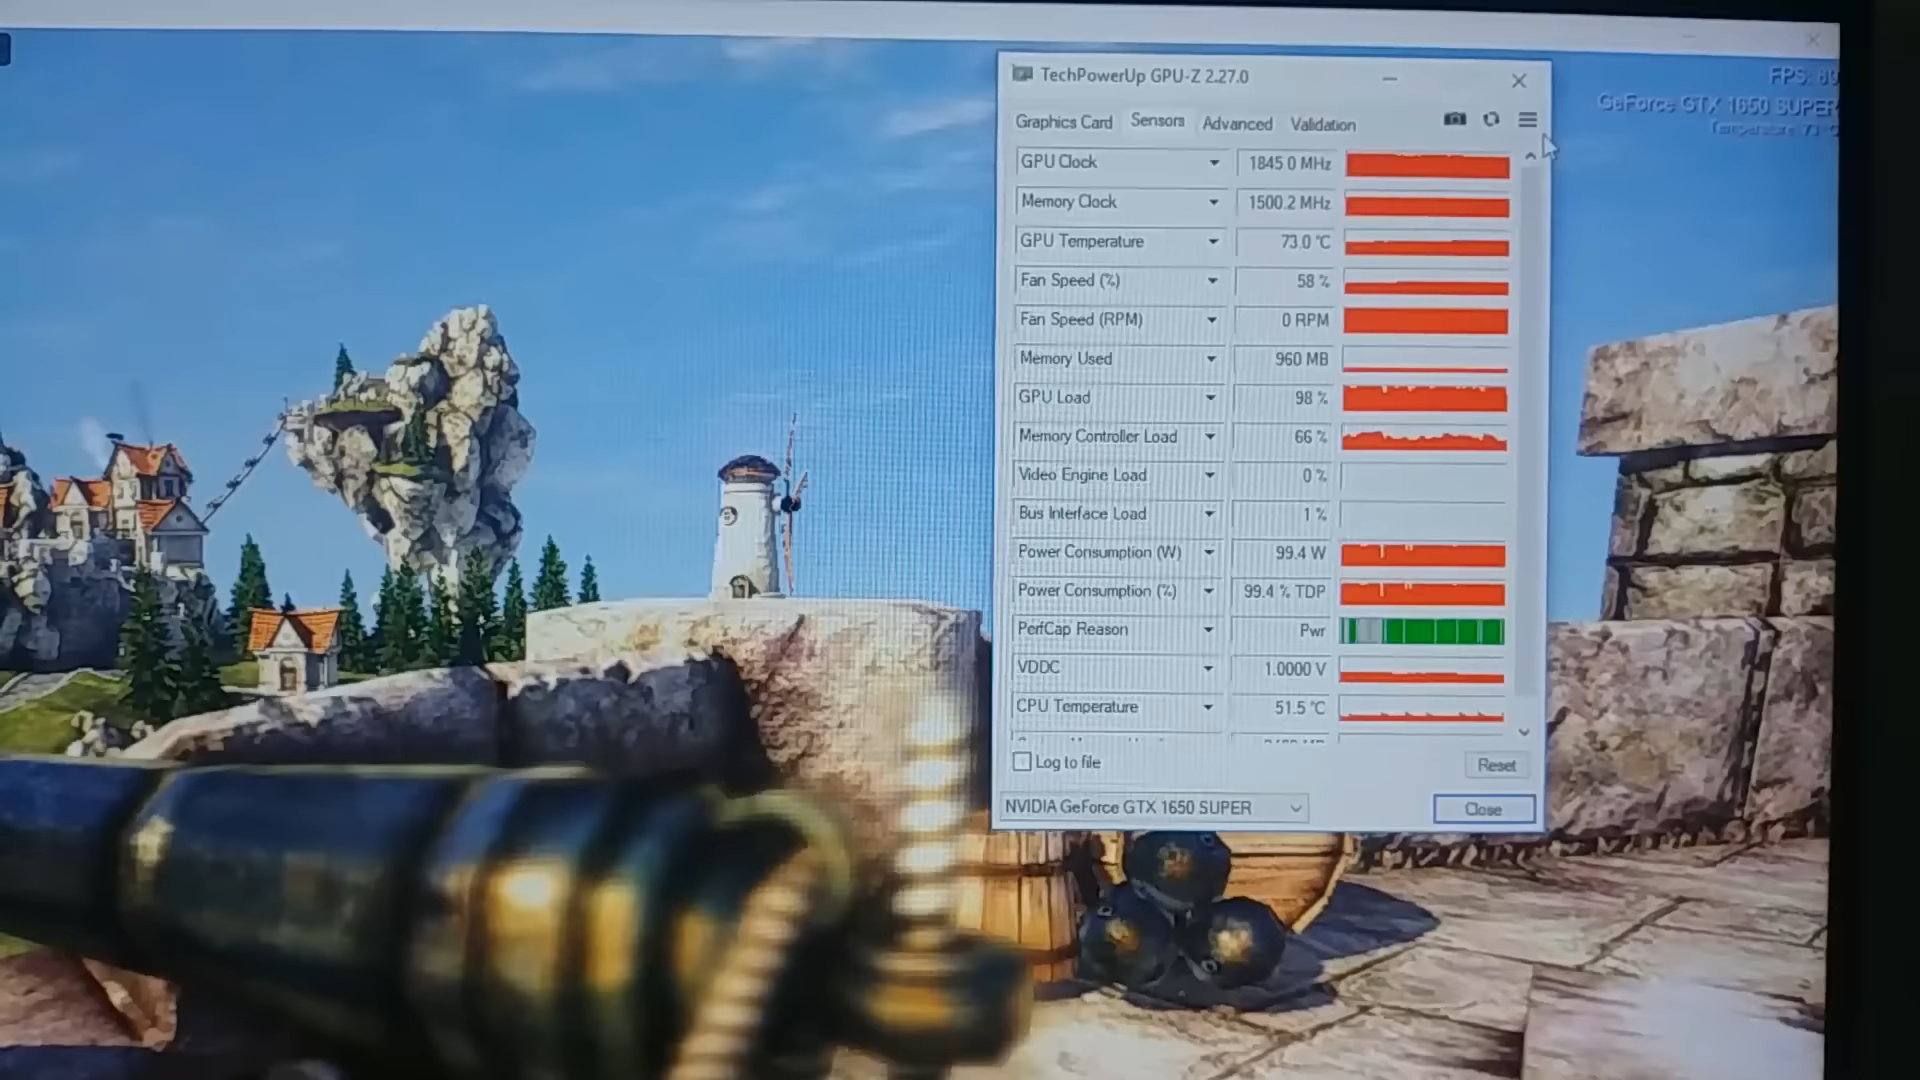 TechPowerUp GPU-Z 2.27.0
Graphics Card Sensors Advanced Validation
GPU Clock 1845.0 MHz
Memory Clock 1500.2 MHz
GPU Temperature 73.0 °C
Fan Speed (%) 58 %
Fan Speed (RPM) 0 RPM
Memory Used 960 MB
GPU Load 98 %
Memory Controller Load 66 %
Video Engine Load 0 %
Bus Interface Load 1 %
Power Consumption (W) 99.4 W
Power Consumption (%) 99.4 % TDP
PerfCap Reason Pwr
VDDC 1.0000 V
CPU Temperature 51.5 °C
Log to file
Reset
NVIDIA GeForce GTX 1650 SUPER
Close
FPS:
GeForce GTX 1650 SUPER
Temperature: 73 °C